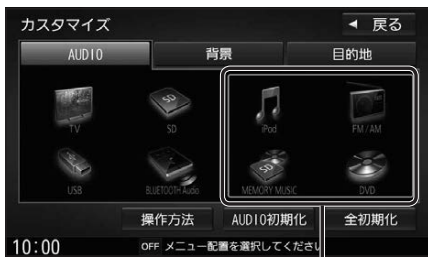 カスタマイズ ◀ 戻る
AUDIO 背景 目的地
TV SD iPod FM/AM
USB BLUETOOTH Audio MEMORY MUSIC DVD
操作方法 AUDIO初期化 全初期化
10:00 OFF メニュー配置を選択してください